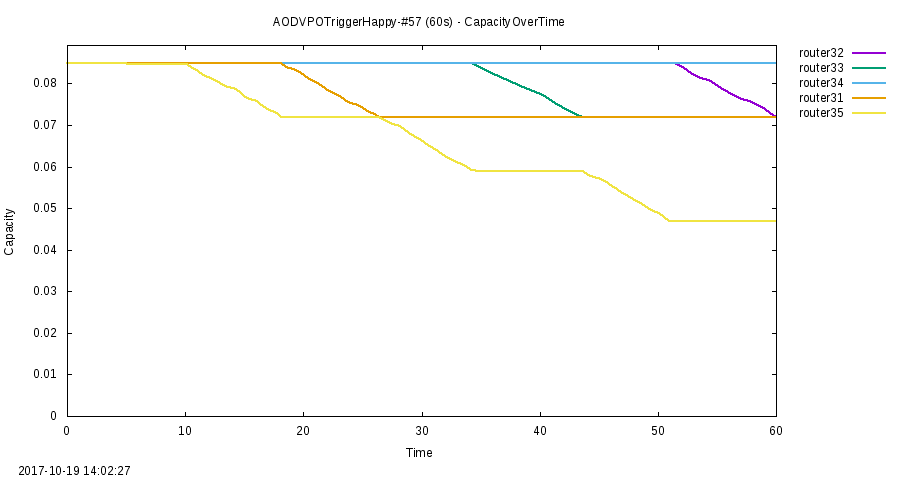 AODVPOTriggerHappy-#57 (60s) - CapacityOverTime
router32
router33
router34
router31
router35
0.08
0.07
0.06
0.05
0.04
0.03
0.02
0.01
0
Capacity
0 10 20 30 40 50 60
Time
2017-10-19 14:02:27